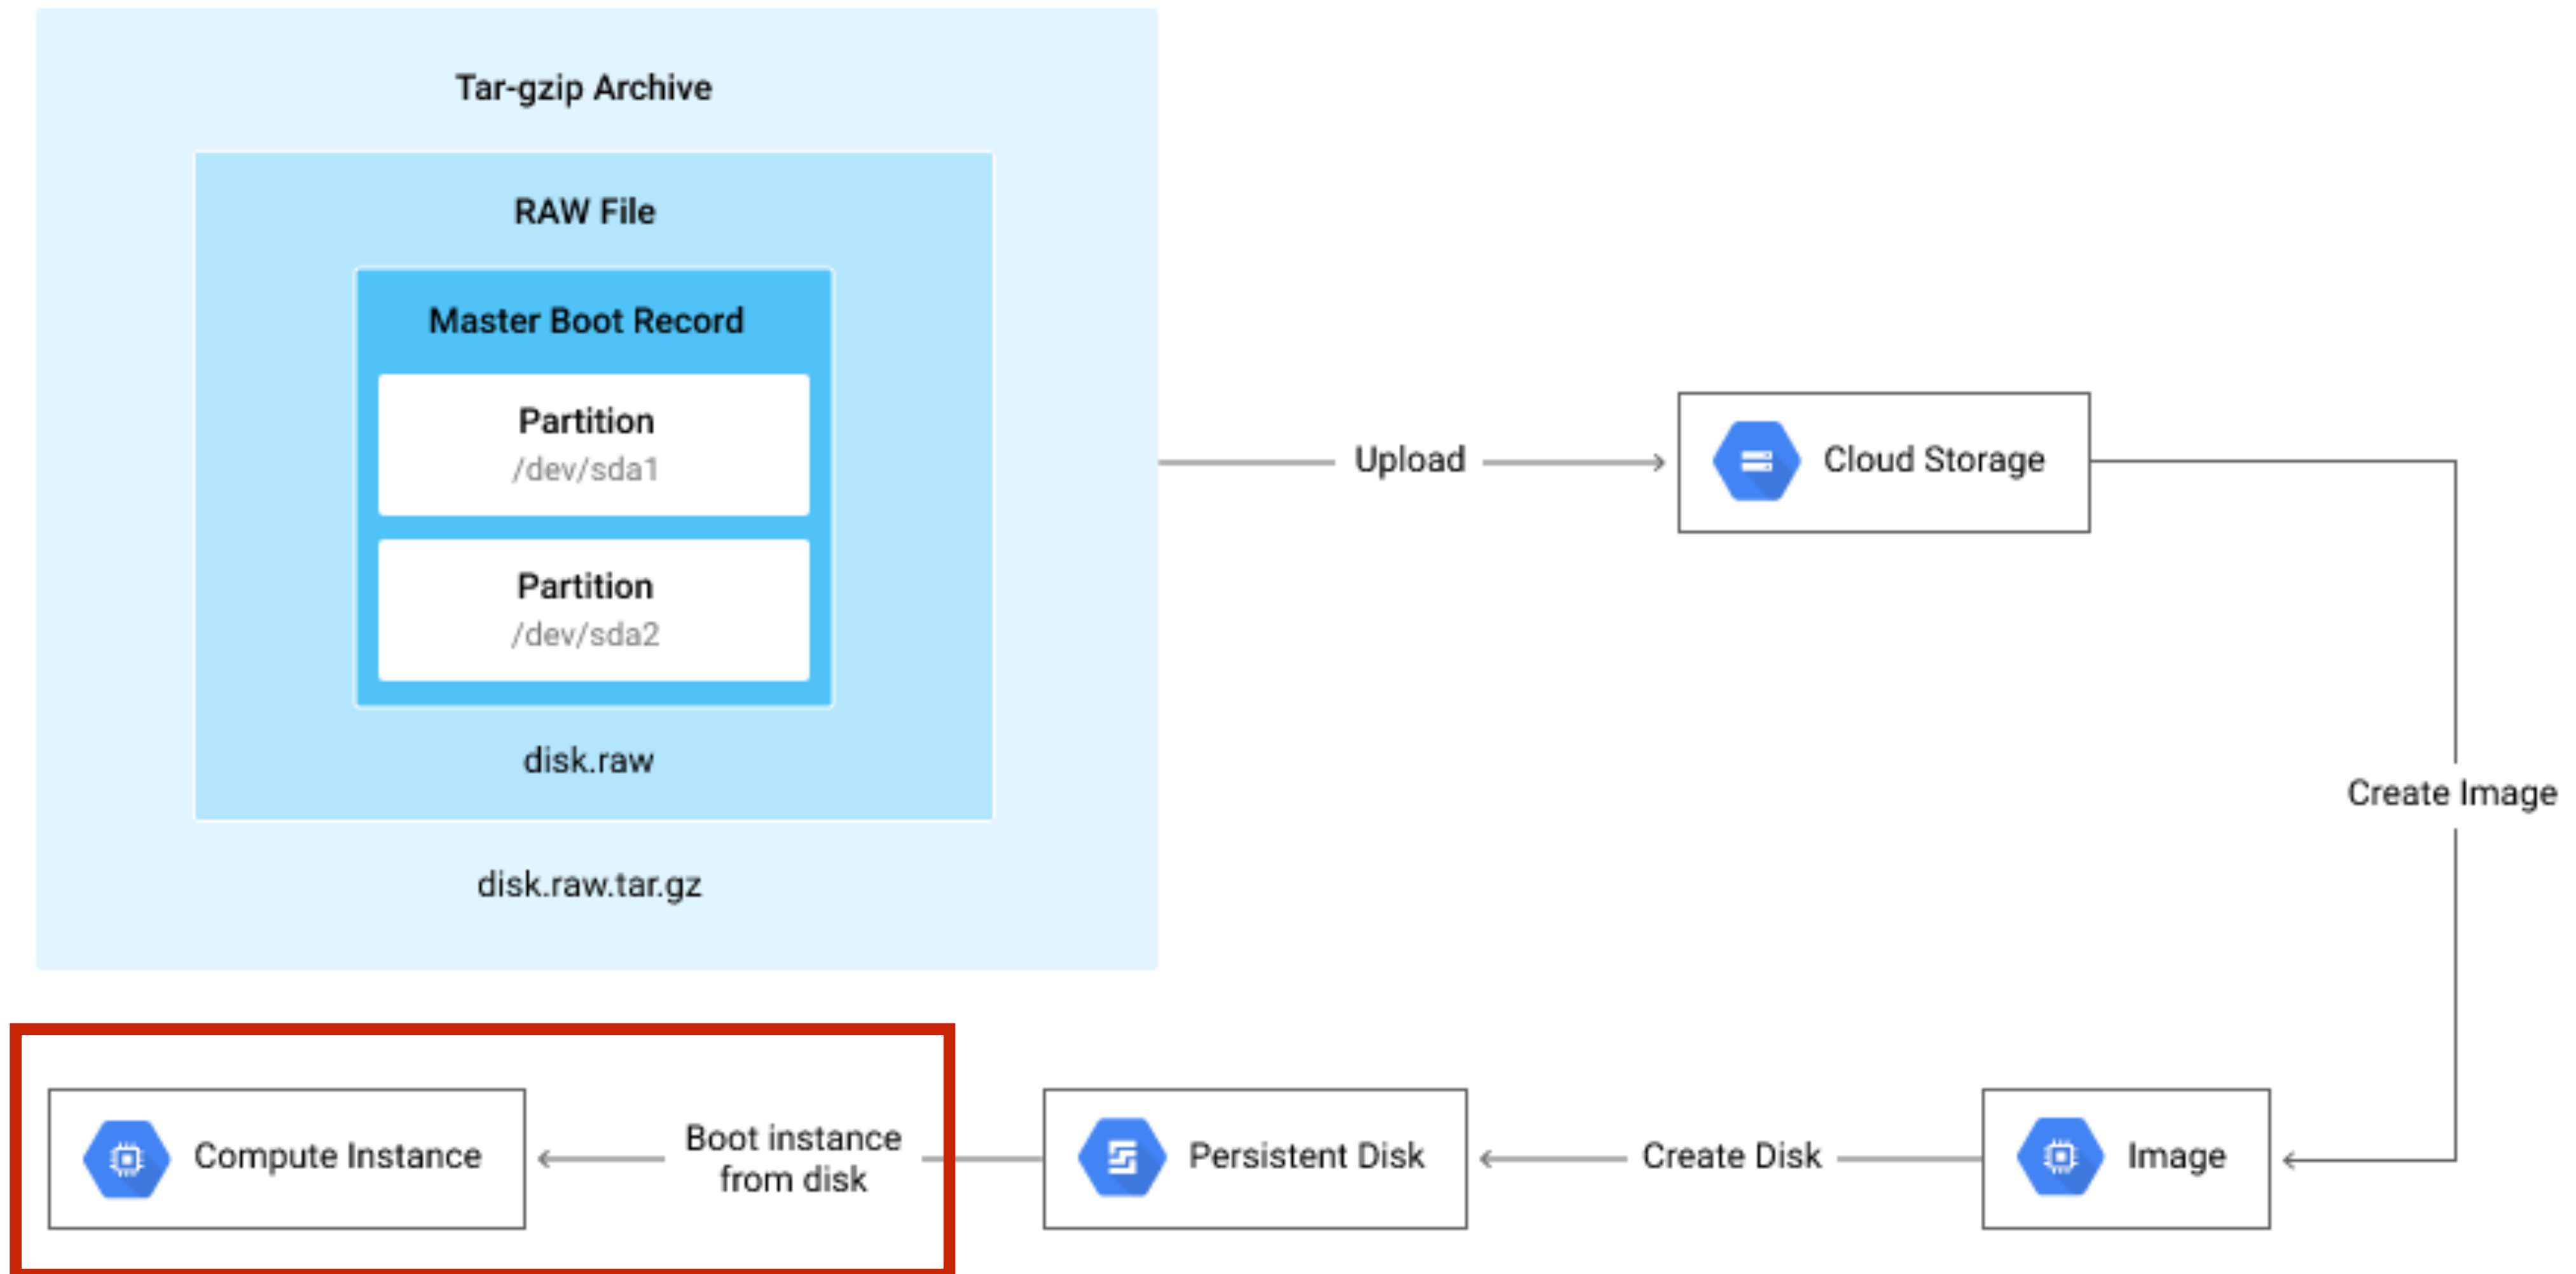 Tar-gzip Archive
RAW File
Master Boot Record
Partition
/dev/sda1
Partition
/dev/sda2
disk.raw
disk.raw.tar.gz
Upload
Cloud Storage
Create Image
Image
Create Disk
Persistent Disk
Boot instance
from disk
Compute Instance